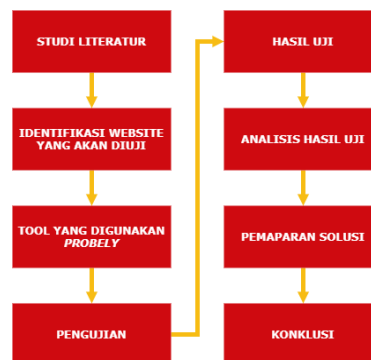 STUDI LITERATUR
IDENTIFIKASI WEBSITE
YANG AKAN DIUJI
TOOL YANG DIGUNAKAN
PROBELY
PENGUJIAN
HASIL UJI
ANALISIS HASIL UJI
PEMAPARAN SOLUSI
KONKLUSI